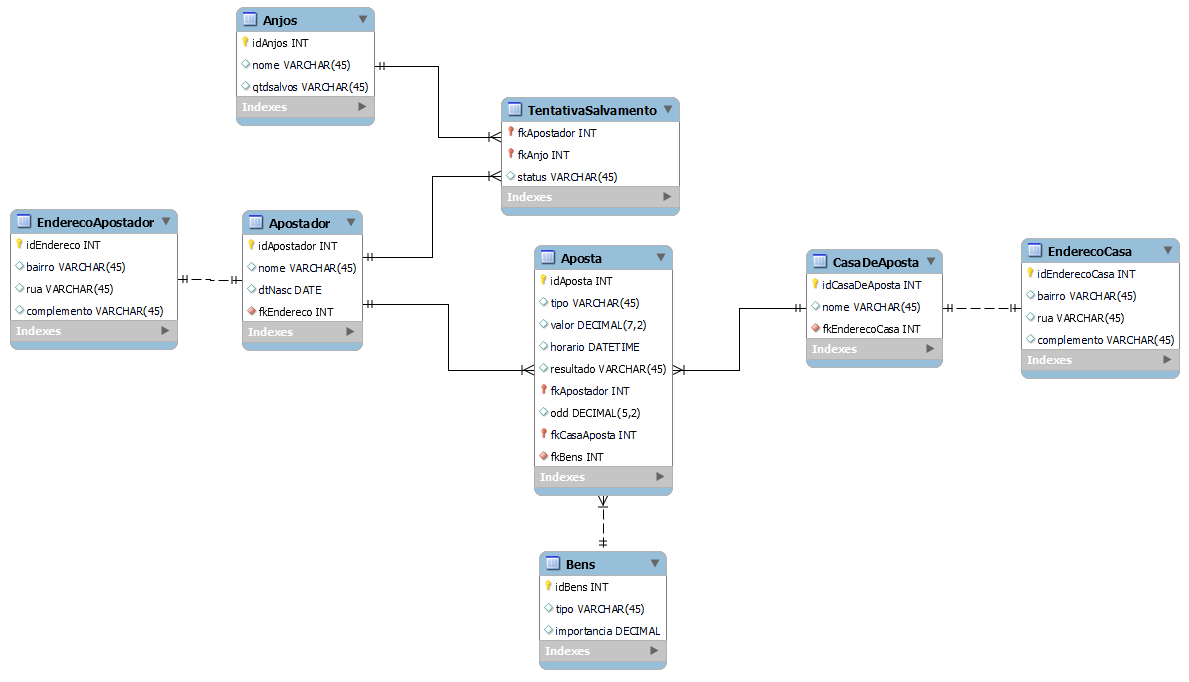 Anjos
idAnjos INT
nome VARCHAR(45)
qtdsalvos VARCHAR(45)
Indexes
TentativaSalvamento
fkApostador INT
fkAnjo INT
status VARCHAR(45)
Indexes
EnderecoApostador
idEndereco INT
bairro VARCHAR(45)
rua VARCHAR(45)
complemento VARCHAR(45)
Indexes
Apostador
idApostador INT
nome VARCHAR(45)
dtNasc DATE
fkEndereco INT
Indexes
Aposta
idAposta INT
tipo VARCHAR(45)
valor DECIMAL(7,2)
horario DATETIME
resultado VARCHAR(45)
fkApostador INT
odd DECIMAL(5,2)
fkCasaAposta INT
fkBens INT
Indexes
CasaDeAposta
idCasaDeAposta INT
nome VARCHAR(45)
fkEnderecoCasa INT
Indexes
EnderecoCasa
idEnderecoCasa INT
bairro VARCHAR(45)
rua VARCHAR(45)
complemento VARCHAR(45)
Indexes
Bens
idBens INT
tipo VARCHAR(45)
importancia DECIMAL
Indexes